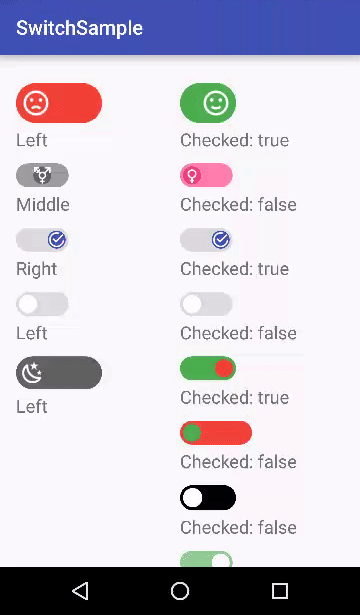 SwitchSample
Left
Checked: true
Middle
Checked: false
Right
Checked: true
Left
Checked: false
Left
Checked: true
Checked: false
Checked: false